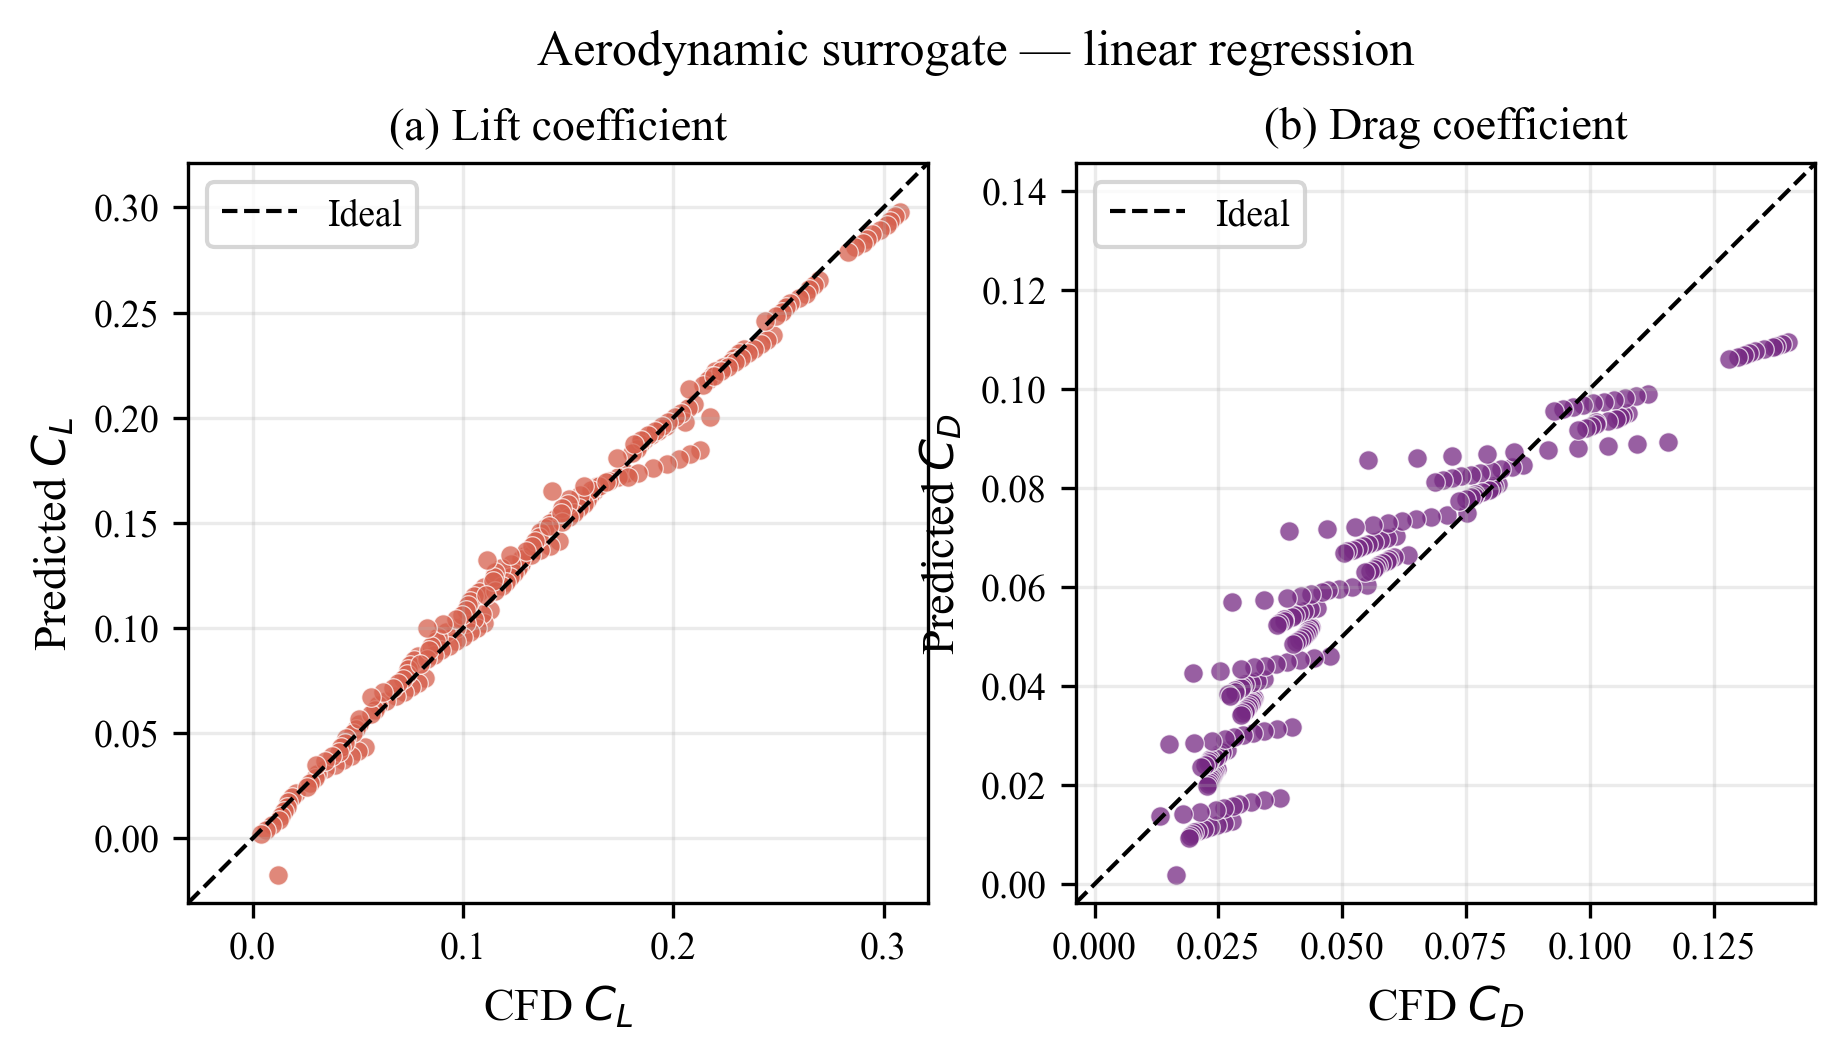 Aerodynamic surrogate — linear regression
(a) Lift coefficient
Ideal
0.30
0.25
0.20
0.15
0.10
0.05
0.00
Predicted C_L
0.0 0.1 0.2 0.3
CFD C_L
(b) Drag coefficient
Ideal
0.14
0.12
0.10
0.08
0.06
0.04
0.02
0.00
Predicted C_D
0.000 0.025 0.050 0.075 0.100 0.125
CFD C_D